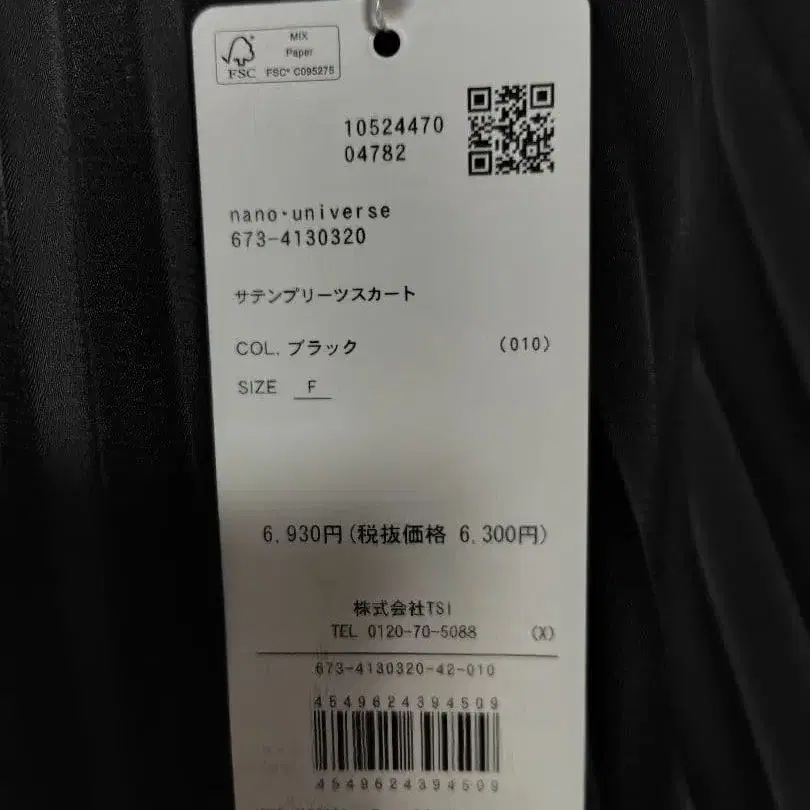 MIX
Paper
FSC FSC® C095275
10524470
04782
nano・universe
673-4130320
サテンプリーツスカート
COL. ブラック (010)
SIZE F
6,930円(税抜価格 6,300円)
株式会社TSI
TEL 0120-70-5088 (X)
673-4130320-42-010
4549624394509
4549624394509